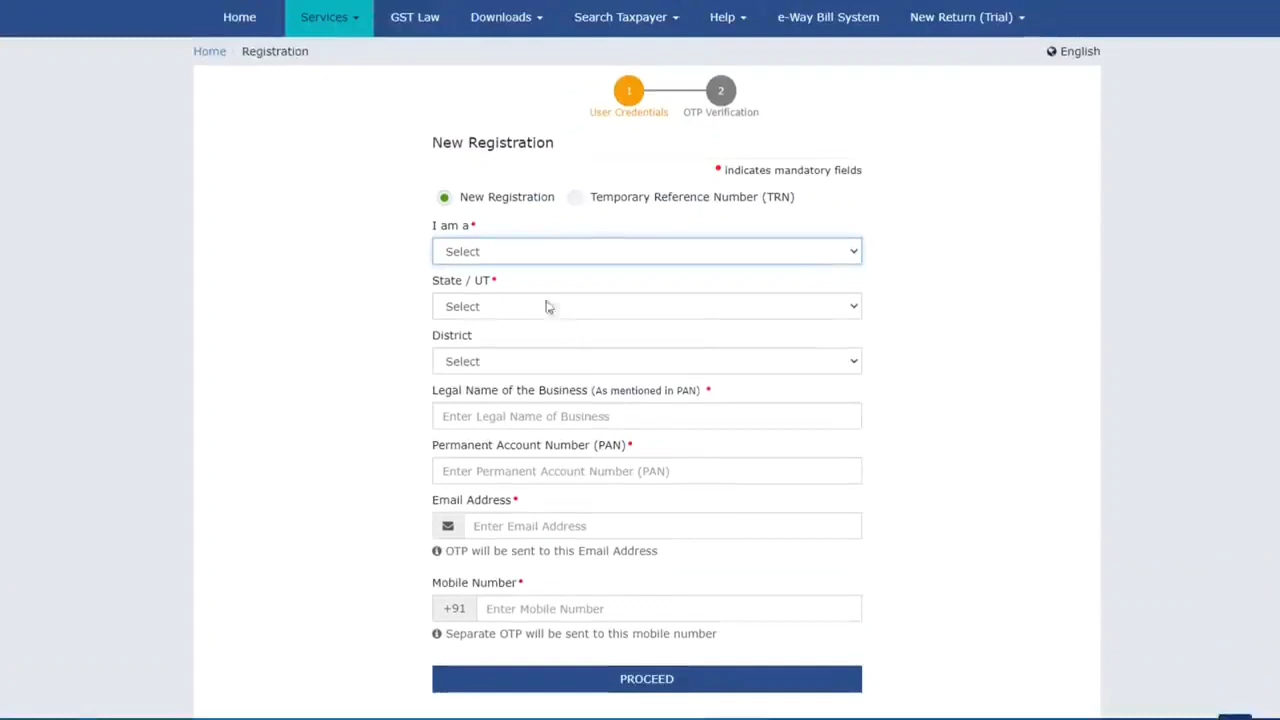 Home Services GST Law Downloads Search Taxpayer Help e-Way Bill System New Return (Trial)
Home Registration English
1 2
User Credentials OTP Verification
New Registration
• indicates mandatory fields
New Registration Temporary Reference Number (TRN)
I am a•
Select
State / UT•
Select
District
Select
Legal Name of the Business (As mentioned in PAN) •
Enter Legal Name of Business
Permanent Account Number (PAN)•
Enter Permanent Account Number (PAN)
Email Address•
Enter Email Address
OTP will be sent to this Email Address
Mobile Number•
+91 Enter Mobile Number
Separate OTP will be sent to this mobile number
PROCEED